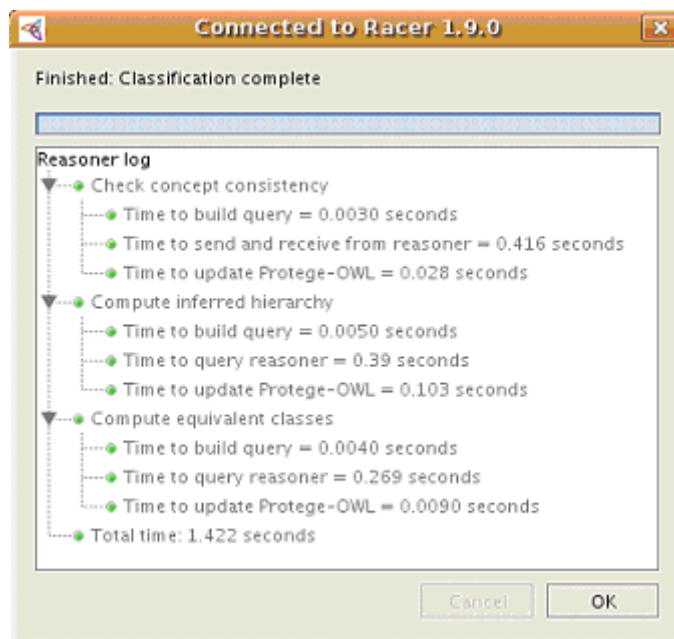 Connected to Racer 1.9.0
Finished: Classification complete
Reasoner log
Check concept consistency
Time to build query = 0.0030 seconds
Time to send and receive from reasoner = 0.416 seconds
Time to update Protege-OWL = 0.028 seconds
Compute inferred hierarchy
Time to build query = 0.0050 seconds
Time to query reasoner = 0.39 seconds
Time to update Protege-OWL = 0.103 seconds
Compute equivalent classes
Time to build query = 0.0040 seconds
Time to query reasoner = 0.269 seconds
Time to update Protege-OWL = 0.0090 seconds
Total time: 1.422 seconds
Cancel OK